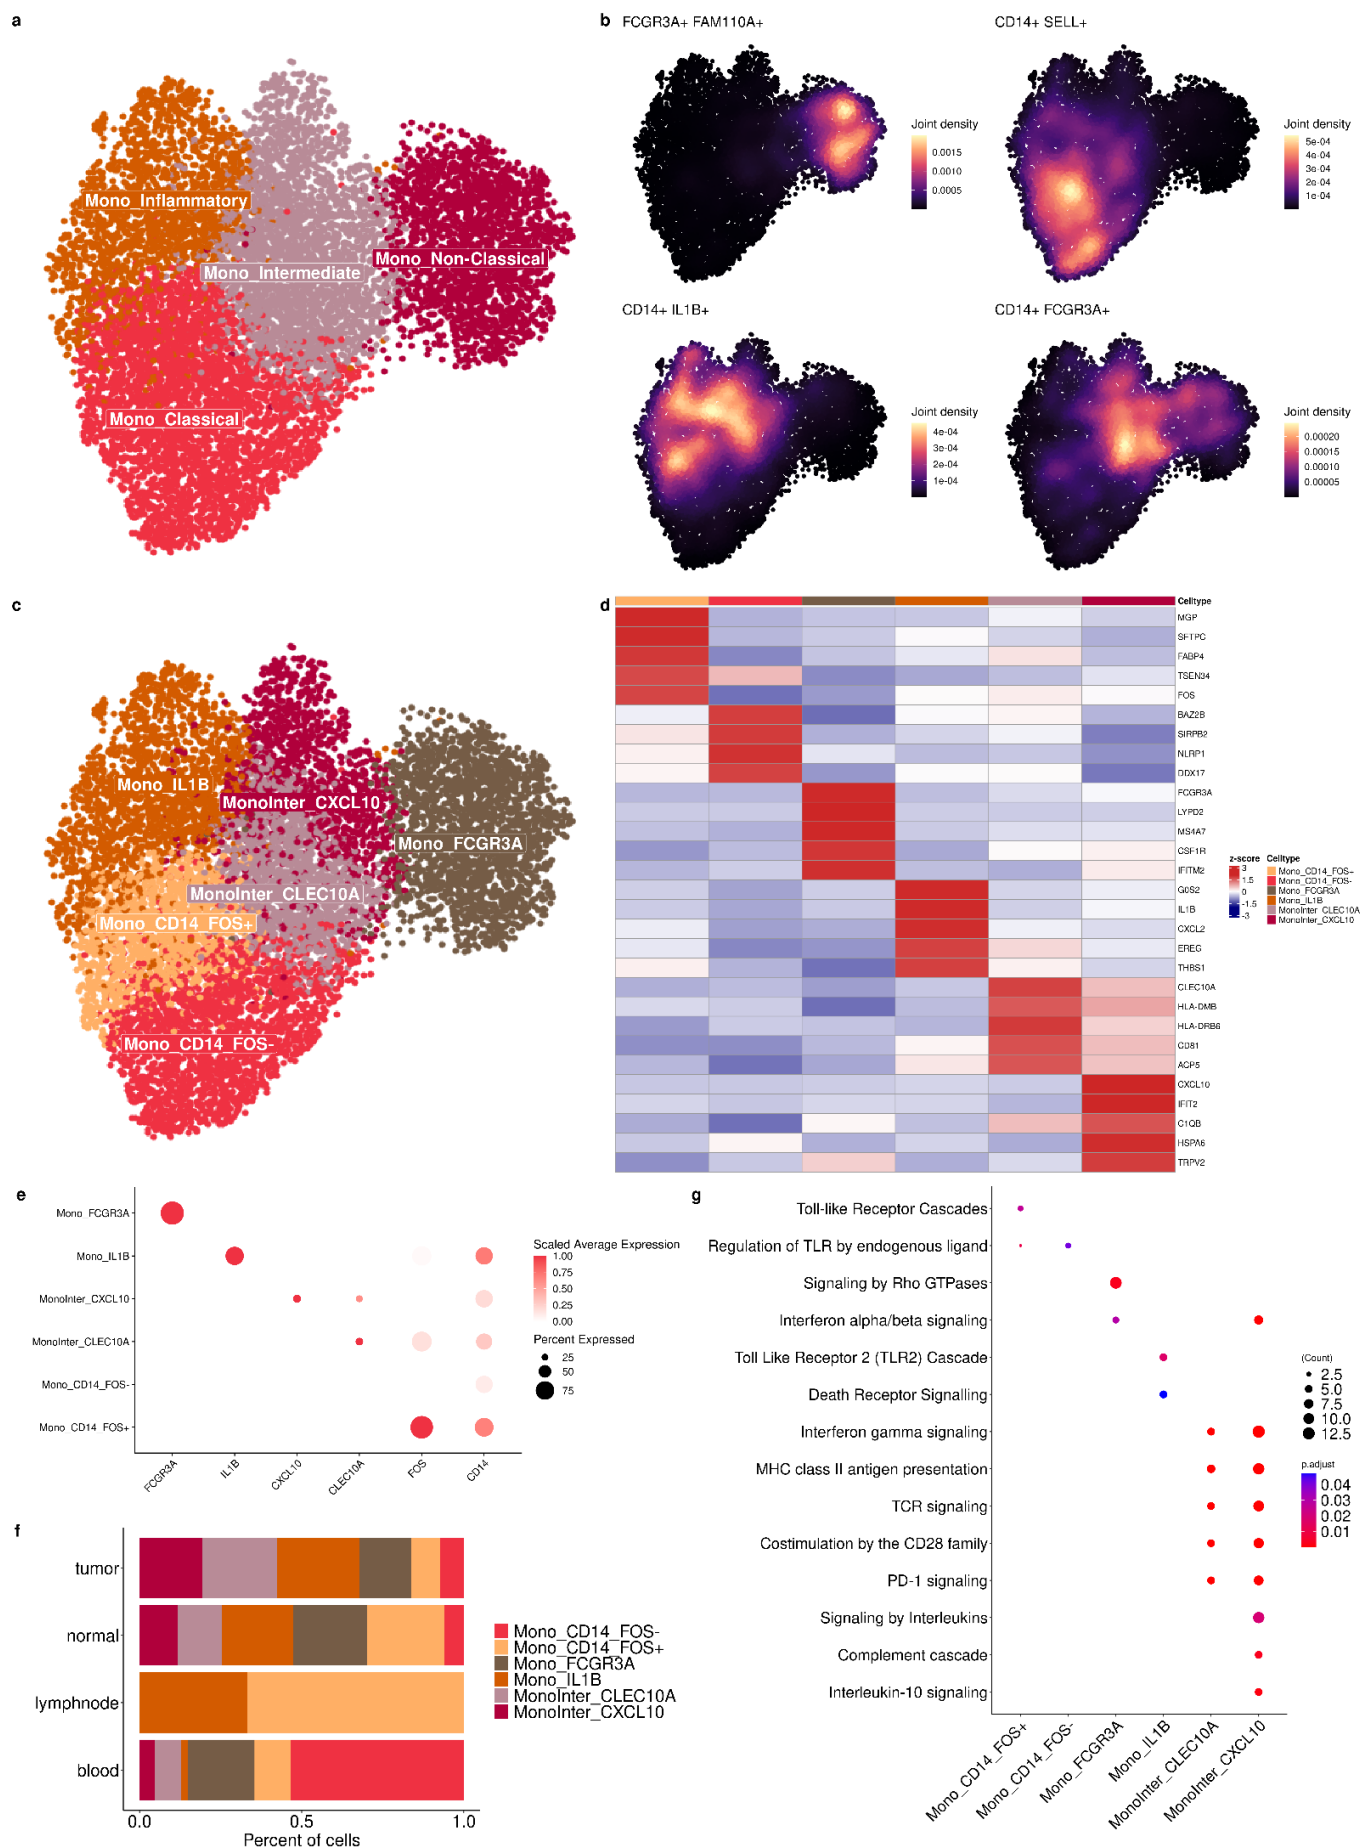 a
Mono_Inflammatory
Mono_Intermediate
Mono_Non-Classical
Mono_Classical
b
FCGR3A+ FAM110A+
Joint density
0.0015
0.0010
0.0005
CD14+ SELL+
Joint density
5e-04
4e-04
3e-04
2e-04
1e-04
CD14+ IL1B+
Joint density
4e-04
3e-04
2e-04
1e-04
CD14+ FCGR3A+
Joint density
0.00020
0.00015
0.00010
0.00005
c
Mono_IL1B
MonoInter_CXCL10
Mono_FCGR3A
MonoInter_CLEC10A
Mono_CD14_FOS+
Mono_CD14_FOS-
d
Celltype
MGP
SFTPC
FABP4
TSEN34
FOS
BAZ2B
SIRPB2
NLRP1
DDX17
FCGR3A
LYPD2
MS4A7
CSF1R
IFITM2
G0S2
IL1B
CXCL2
EREG
THBS1
CLEC10A
HLA-DMB
HLA-DRB6
CD81
ACP5
CXCL10
IFIT2
C1QB
HSPA6
TRPV2
z-score
3
1.5
0
-1.5
-3
Celltype
Mono_CD14_FOS+
Mono_CD14_FOS-
Mono_FCGR3A
Mono_IL1B
MonoInter_CLEC10A
MonoInter_CXCL10
e
Mono_FCGR3A
Mono_IL1B
MonoInter_CXCL10
MonoInter_CLEC10A
Mono_CD14_FOS-
Mono_CD14_FOS+
FCGR3A
IL1B
CXCL10
CLEC10A
FOS
CD14
Scaled Average Expression
1.00
0.75
0.50
0.25
0.00
Percent Expressed
25
50
75
f
tumor
normal
lymphnode
blood
0.0
0.5
1.0
Percent of cells
Mono_CD14_FOS-
Mono_CD14_FOS+
Mono_FCGR3A
Mono_IL1B
MonoInter_CLEC10A
MonoInter_CXCL10
g
Toll-like Receptor Cascades
Regulation of TLR by endogenous ligand
Signaling by Rho GTPases
Interferon alpha/beta signaling
Toll Like Receptor 2 (TLR2) Cascade
Death Receptor Signalling
Interferon gamma signaling
MHC class II antigen presentation
TCR signaling
Costimulation by the CD28 family
PD-1 signaling
Signaling by Interleukins
Complement cascade
Interleukin-10 signaling
Mono_CD14_FOS+
Mono_CD14_FOS-
Mono_FCGR3A
Mono_IL1B
MonoInter_CLEC10A
MonoInter_CXCL10
(Count)
2.5
5.0
7.5
10.0
12.5
p.adjust
0.04
0.03
0.02
0.01